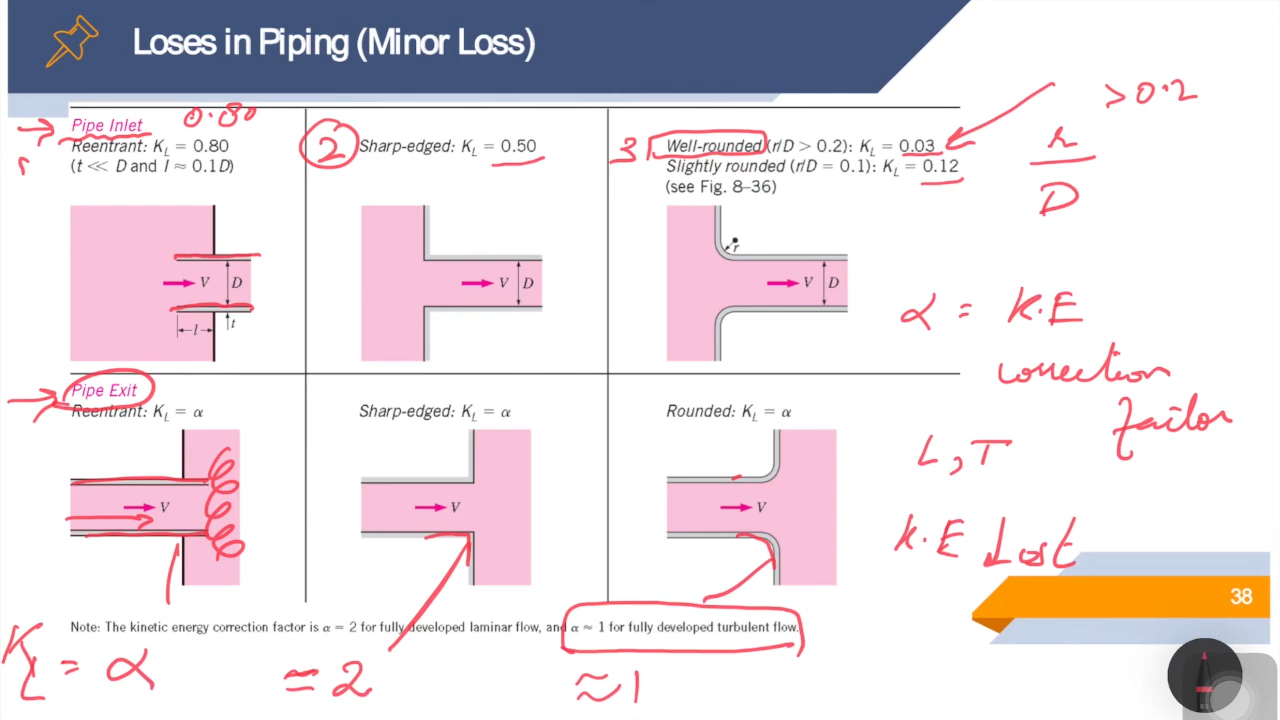 Loses in Piping (Minor Loss)
Pipe Inlet
0.80
Reentrant: K_L = 0.80
(t << D and l ≈ 0.1D)
2
Sharp-edged: K_L = 0.50
3
Well-rounded (r/D > 0.2): K_L = 0.03
Slightly rounded (r/D = 0.1): K_L = 0.12
(see Fig. 8–36)
> 0.2
r
D
V
D
l
t
V
D
r
V
D
α = K.E
correction
factor
L, T
K.E Lost
Pipe Exit
Reentrant: K_L = α
Sharp-edged: K_L = α
Rounded: K_L = α
V
V
V
38
Note: The kinetic energy correction factor is α = 2 for fully developed laminar flow, and α ≈ 1 for fully developed turbulent flow.
K_L = α
≃ 2
≈ 1